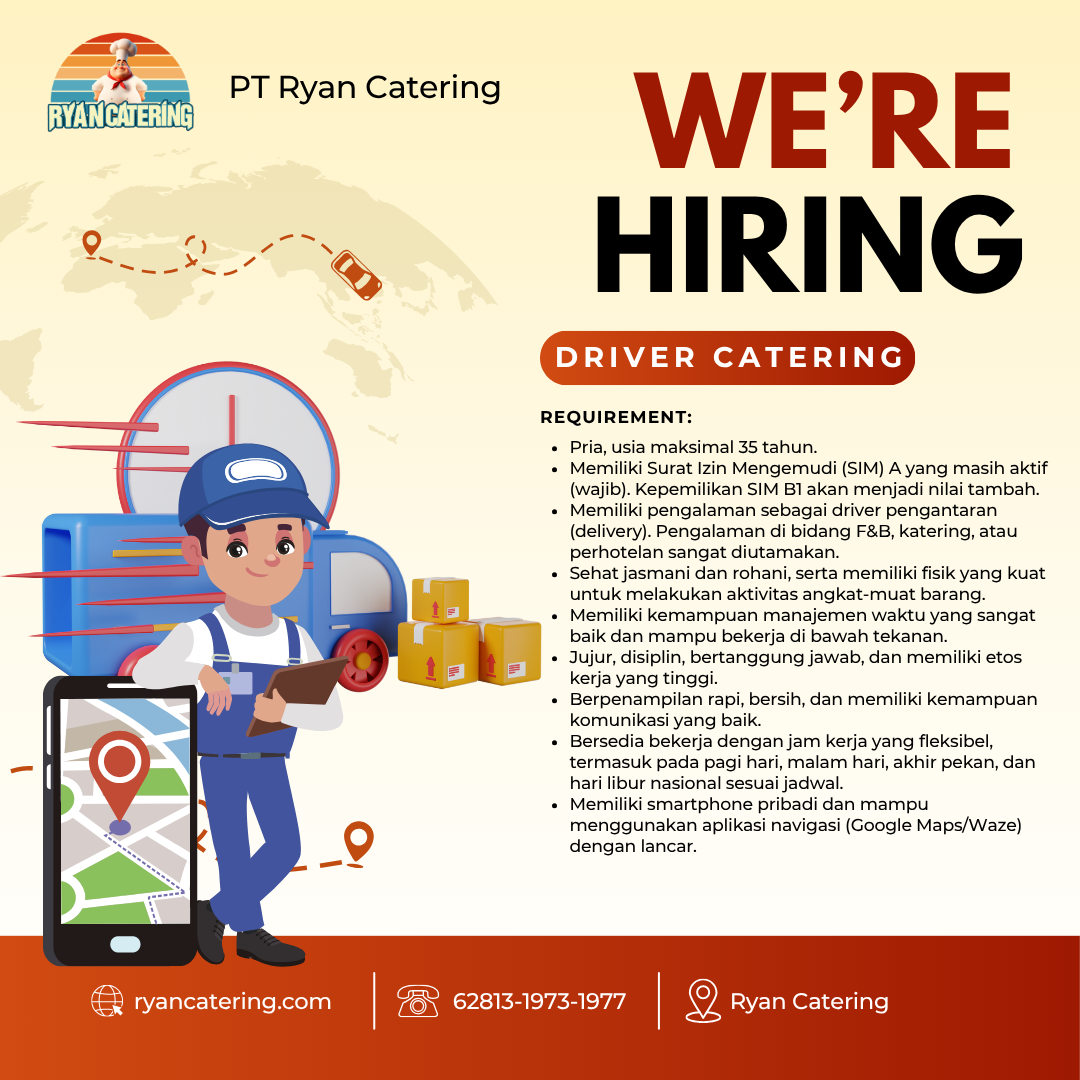 RYAN CATERING
PT Ryan Catering
WE'RE
HIRING
DRIVER CATERING
REQUIREMENT:
• Pria, usia maksimal 35 tahun.
• Memiliki Surat Izin Mengemudi (SIM) A yang masih aktif
(wajib). Kepemilikan SIM B1 akan menjadi nilai tambah.
• Memiliki pengalaman sebagai driver pengantaran
(delivery). Pengalaman di bidang F&B, katering, atau
perhotelan sangat diutamakan.
• Sehat jasmani dan rohani, serta memiliki fisik yang kuat
untuk melakukan aktivitas angkat-muat barang.
• Memiliki kemampuan manajemen waktu yang sangat
baik dan mampu bekerja di bawah tekanan.
• Jujur, disiplin, bertanggung jawab, dan memiliki etos
kerja yang tinggi.
• Berpenampilan rapi, bersih, dan memiliki kemampuan
komunikasi yang baik.
• Bersedia bekerja dengan jam kerja yang fleksibel,
termasuk pada pagi hari, malam hari, akhir pekan, dan
hari libur nasional sesuai jadwal.
• Memiliki smartphone pribadi dan mampu
menggunakan aplikasi navigasi (Google Maps/Waze)
dengan lancar.
ryancatering.com
62813-1973-1977
Ryan Catering